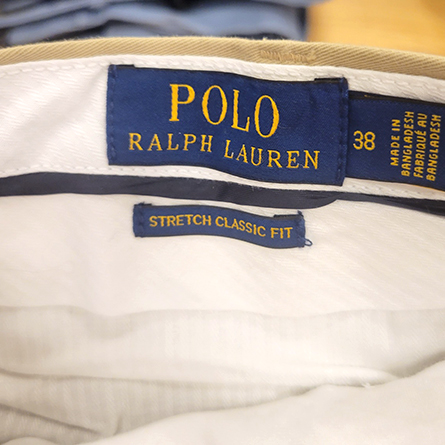 POLO
RALPH LAUREN
38
MADE IN
BANGLADESH
FABRIQUÉ AU
BANGLADESH
STRETCH CLASSIC FIT